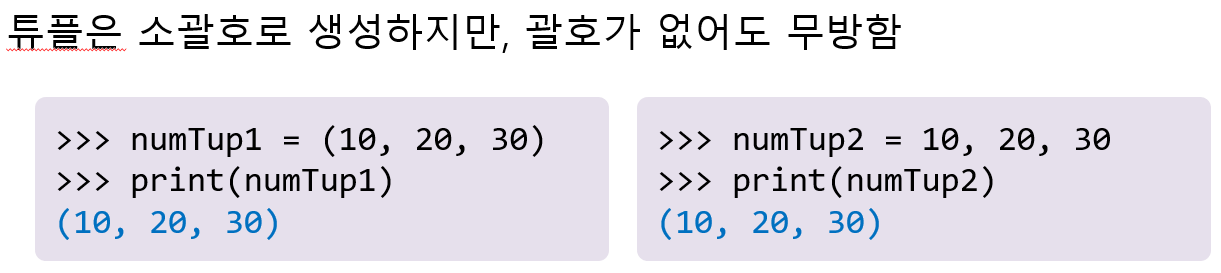 튜플은 소괄호로 생성하지만, 괄호가 없어도 무방함
>>> numTup1 = (10, 20, 30)
>>> print(numTup1)
(10, 20, 30)
>>> numTup2 = 10, 20, 30
>>> print(numTup2)
(10, 20, 30)